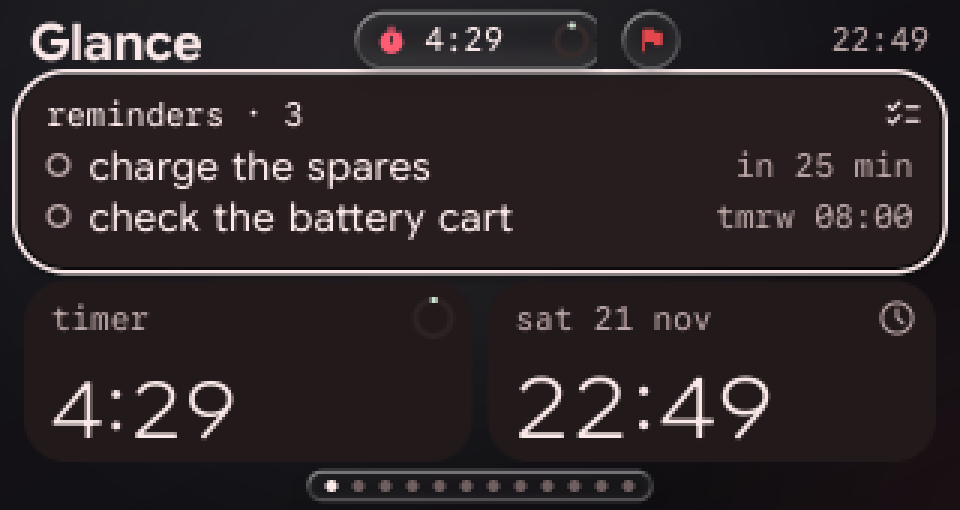 Glance
4:29
22:49
reminders · 3
charge the spares
in 25 min
check the battery cart
tmrw 08:00
timer
4:29
sat 21 nov
22:49